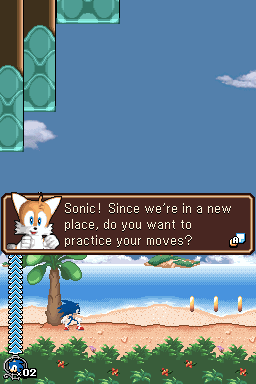 Sonic! Since we're in a new
place, do you want to
practice your moves?
A
×02